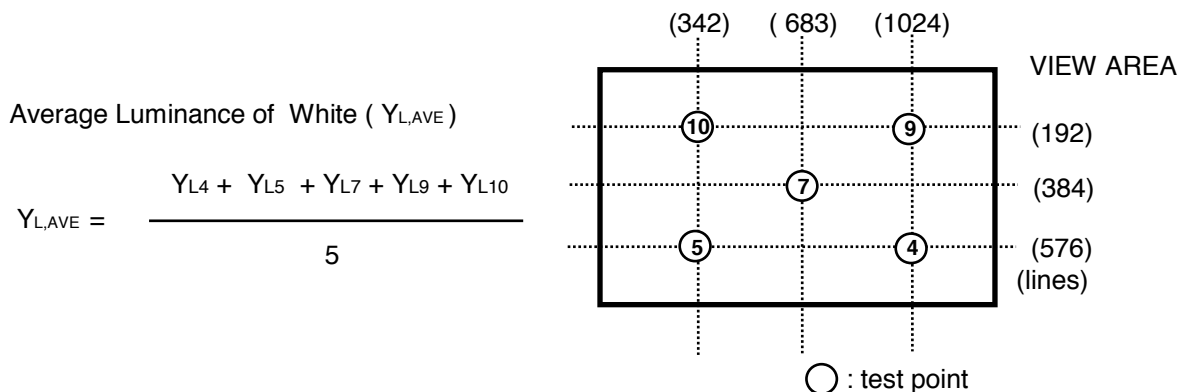 (342) ( 683) (1024)
VIEW AREA
Average Luminance of White ( YL,AVE )
10 9 (192)
YL4 + YL5 + YL7 + YL9 + YL10
7 (384)
YL,AVE =
5
5 4 (576)
(lines)
: test point